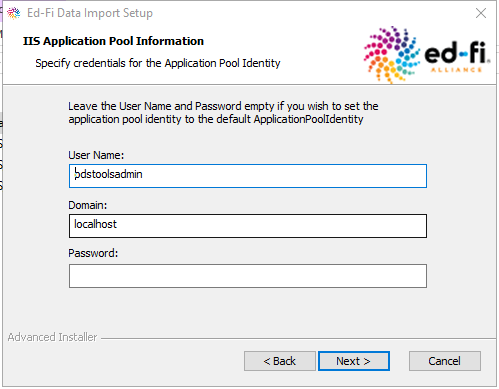 Ed-Fi Data Import Setup
IIS Application Pool Information
Specify credentials for the Application Pool Identity
ed-fi
ALLIANCE
Leave the User Name and Password empty if you wish to set the
application pool identity to the default ApplicationPoolIdentity
User Name:
odstoolsadmin
Domain:
localhost
Password:
Advanced Installer
< Back
Next >
Cancel